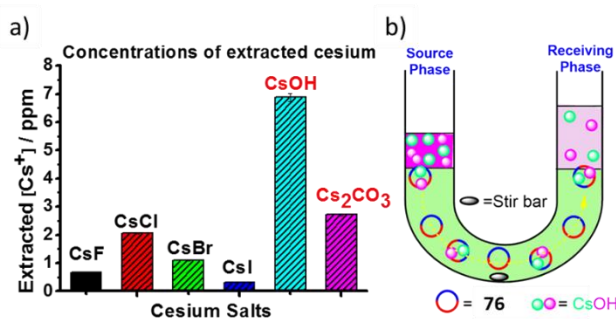 a)
Concentrations of extracted cesium
Extracted [Cs⁺] / ppm
8
7
6
5
4
3
2
1
0
CsF
CsCl
CsBr
CsI
CsOH
Cs₂CO₃
Cesium Salts
b)
Source
Phase
Receiving Phase
=Stir bar
= 76
= CsOH